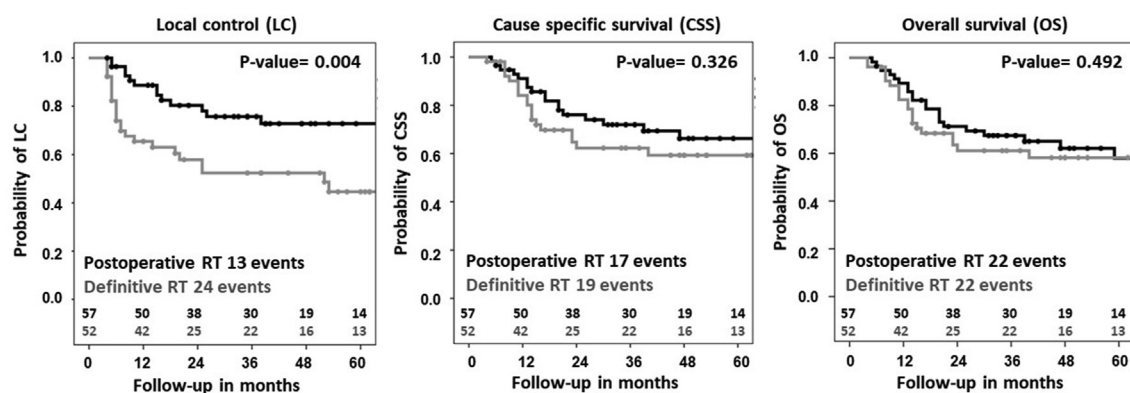 Local control (LC)
P-value= 0.004
Probability of LC
1.0
0.8
0.6
0.4
0.2
0.0
Postoperative RT 13 events
Definitive RT 24 events
57 50 38 30 19 14
52 42 25 22 16 13
0 12 24 36 48 60
Follow-up in months
Cause specific survival (CSS)
P-value= 0.326
Probability of CSS
1.0
0.8
0.6
0.4
0.2
0.0
Postoperative RT 17 events
Definitive RT 19 events
57 50 38 30 19 14
52 42 25 22 16 13
0 12 24 36 48 60
Follow-up in months
Overall survival (OS)
P-value= 0.492
Probability of OS
1.0
0.8
0.6
0.4
0.2
0.0
Postoperative RT 22 events
Definitive RT 22 events
57 50 38 30 19 14
52 42 25 22 16 13
0 12 24 36 48 60
Follow-up in months